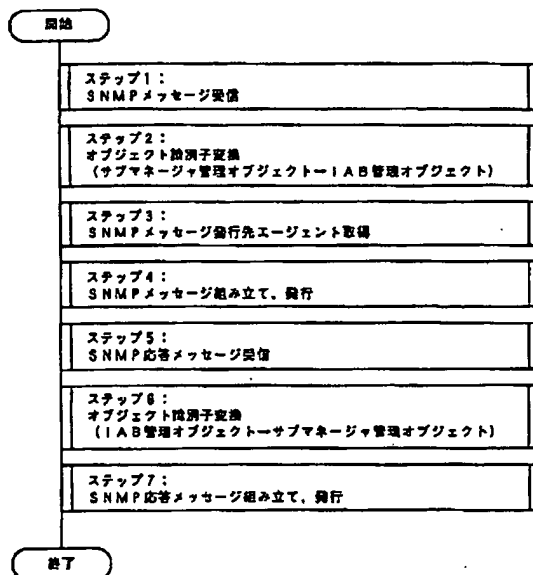 開始
ステップ1：
SNMPメッセージ受信
ステップ2：
オブジェクト識別子変換
（サブマネージャ管理オブジェクト→IAB管理オブジェクト）
ステップ3：
SNMPメッセージ発行先エージェント取得
ステップ4：
SNMPメッセージ組み立て、発行
ステップ5：
SNMP応答メッセージ受信
ステップ6：
オブジェクト識別子変換
（IAB管理オブジェクト→サブマネージャ管理オブジェクト）
ステップ7：
SNMP応答メッセージ組み立て、発行
終了